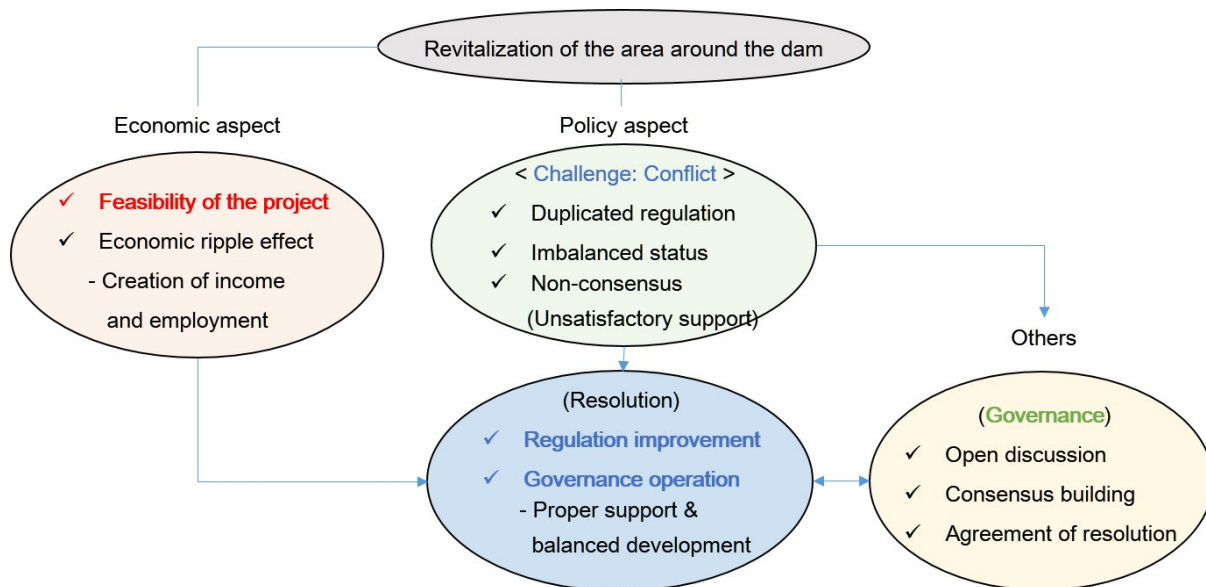 Revitalization of the area around the dam
Economic aspect
✓ Feasibility of the project
✓ Economic ripple effect
- Creation of income
and employment
Policy aspect
< Challenge: Conflict >
✓ Duplicated regulation
✓ Imbalanced status
✓ Non-consensus
(Unsatisfactory support)
(Resolution)
✓ Regulation improvement
✓ Governance operation
- Proper support &
balanced development
Others
(Governance)
✓ Open discussion
✓ Consensus building
✓ Agreement of resolution